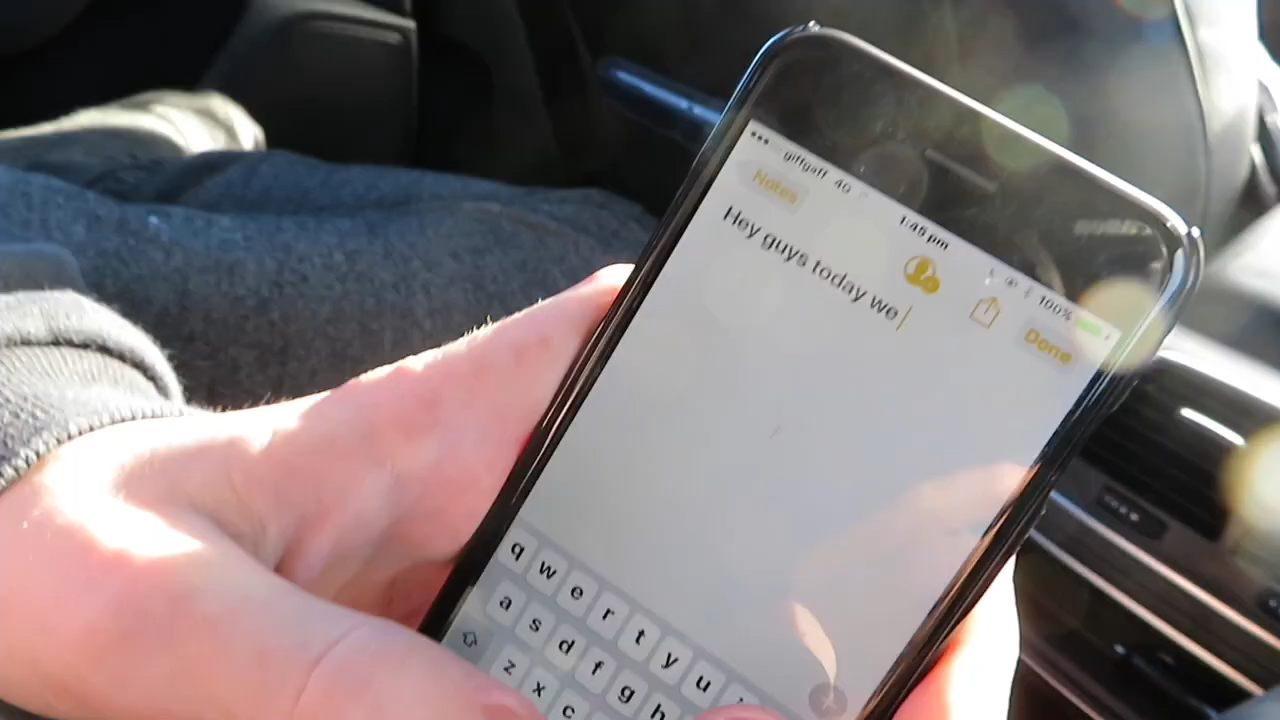 giffgaff 4G 1:45 pm 100%
Notes Done
Hey guys today we
q w e r t y u
a s d f g h
z x c